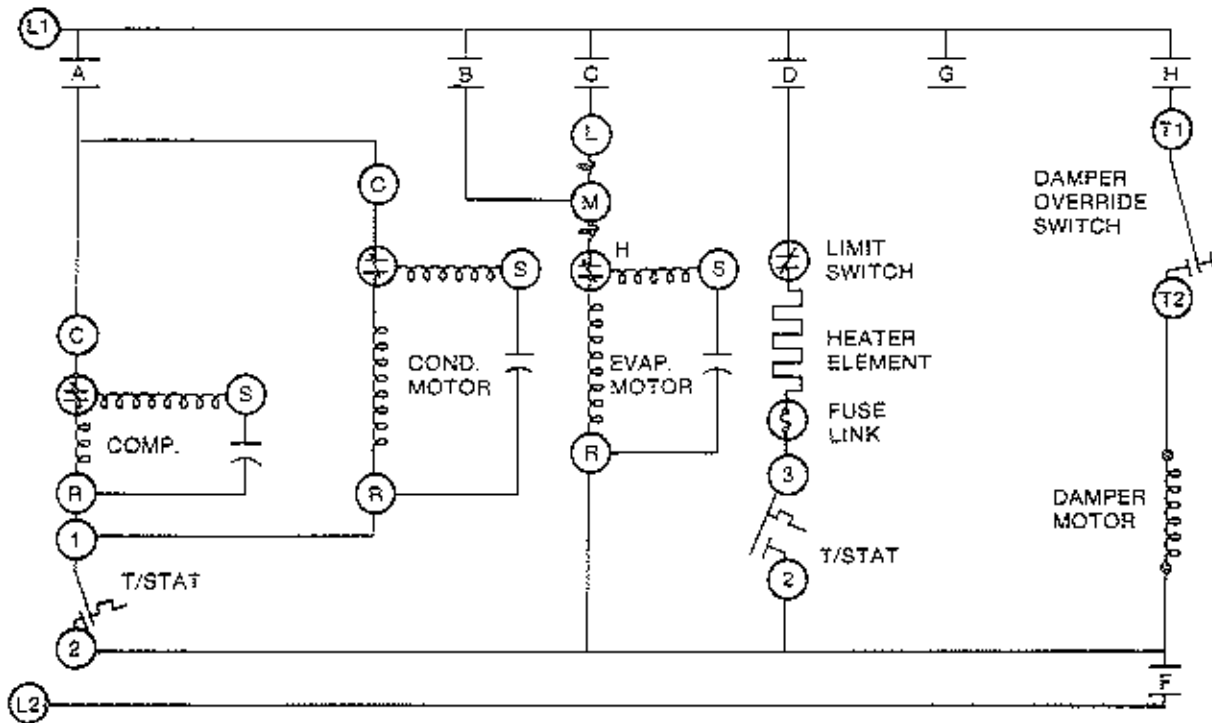 L1
A
B
C
D
G
H
L
T1
C
M
DAMPER
OVERRIDE
SWITCH
H
S
S
LIMIT
SWITCH
T2
C
COND.
MOTOR
EVAP.
MOTOR
HEATER
ELEMENT
S
FUSE
LINK
COMP.
R
3
R
R
DAMPER
MOTOR
1
T/STAT
T/STAT
2
2
F
L2